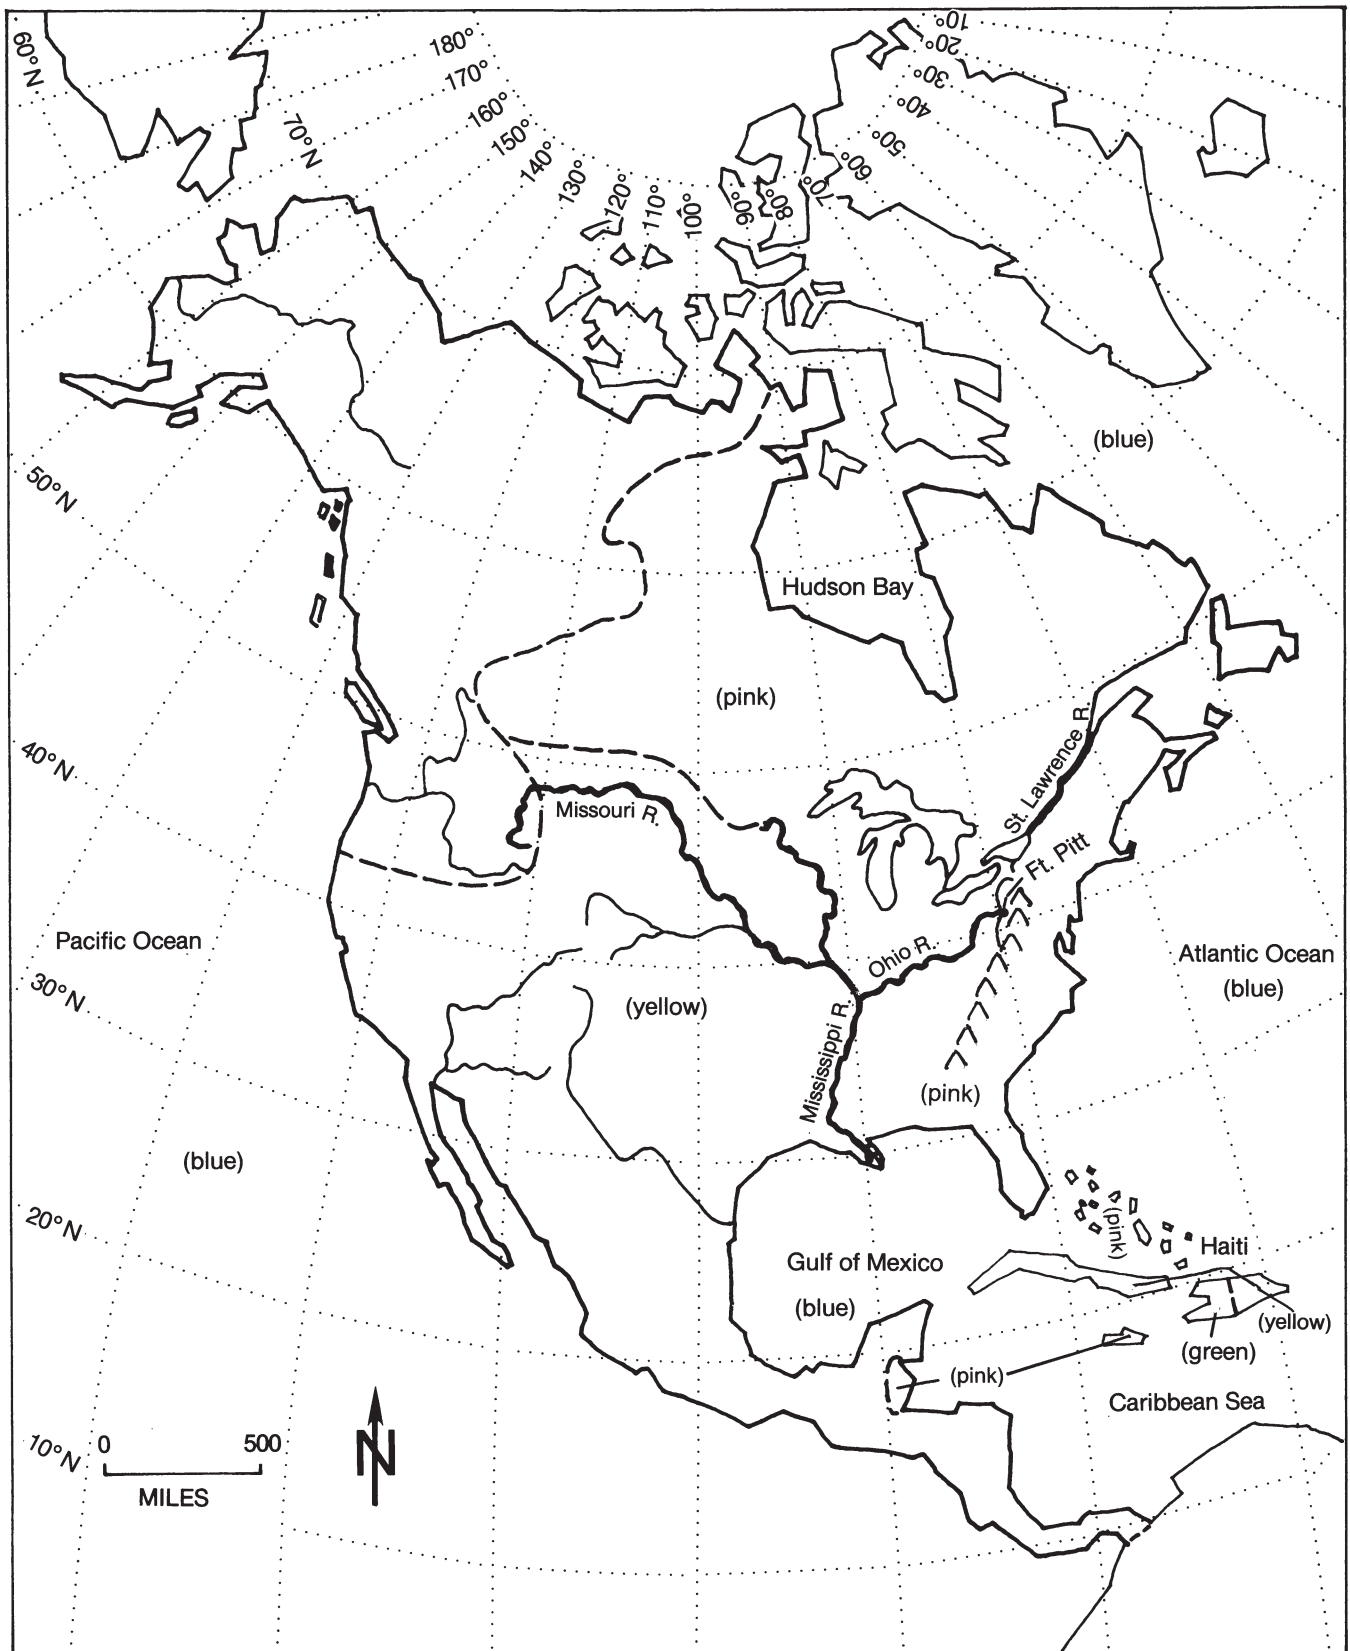 60°N
70°N
180°
170°
160°
150°
140°
130°
120°
110°
100°
90°
80°
70°
60°
50°
40°
30°
20°
10°
(blue)
50°N
Hudson Bay
(pink)
St. Lawrence R.
40°N
Missouri R.
Ft. Pitt
Pacific Ocean
Ohio R.
Atlantic Ocean
(blue)
30°N
(yellow)
Mississippi R.
(pink)
(blue)
(pink)
20°N
Haiti
Gulf of Mexico
(blue)
(yellow)
(green)
(pink)
Caribbean Sea
10°N
0 500
MILES
N